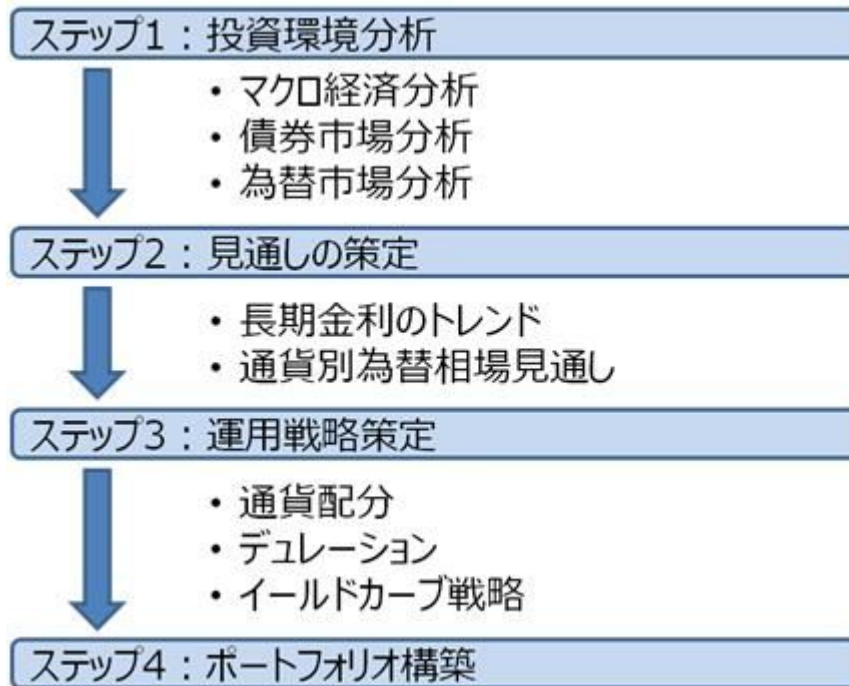 ステップ1：投資環境分析
・マクロ経済分析
・債券市場分析
・為替市場分析
ステップ2：見通しの策定
・長期金利のトレンド
・通貨別為替相場見通し
ステップ3：運用戦略策定
・通貨配分
・デュレーション
・イールドカーブ戦略
ステップ4：ポートフォリオ構築